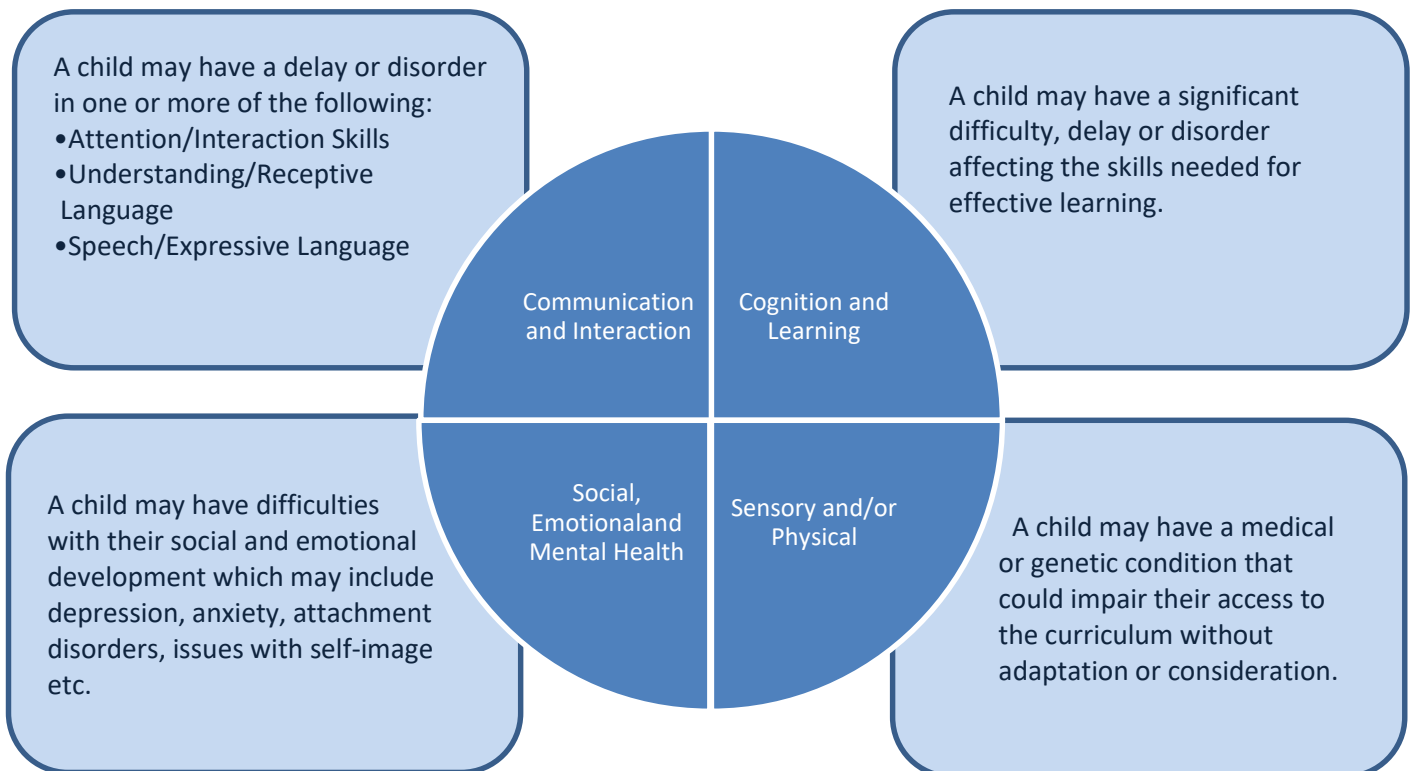 A child may have a delay or disorder
in one or more of the following:
•Attention/Interaction Skills
•Understanding/Receptive
Language
•Speech/Expressive Language
A child may have a significant
difficulty, delay or disorder
affecting the skills needed for
effective learning.
Communication
and Interaction
Cognition and
Learning
Social,
Emotionaland
Mental Health
Sensory and/or
Physical
A child may have difficulties
with their social and emotional
development which may include
depression, anxiety, attachment
disorders, issues with self-image
etc.
A child may have a medical
or genetic condition that
could impair their access to
the curriculum without
adaptation or consideration.